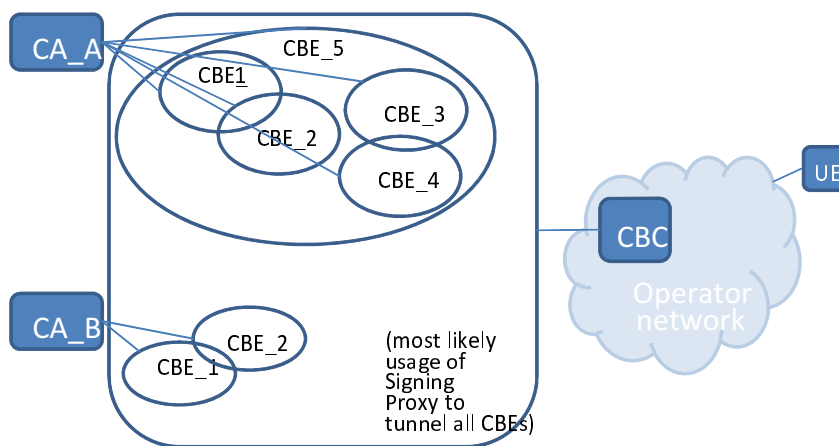 CA_A
CBE_5
CBE1
CBE_2
CBE_3
CBE_4
UE
CBC
Operator
network
CA_B
CBE_2
CBE_1
(most likely
usage of
Signing
Proxy to
tunnel all CBEs)